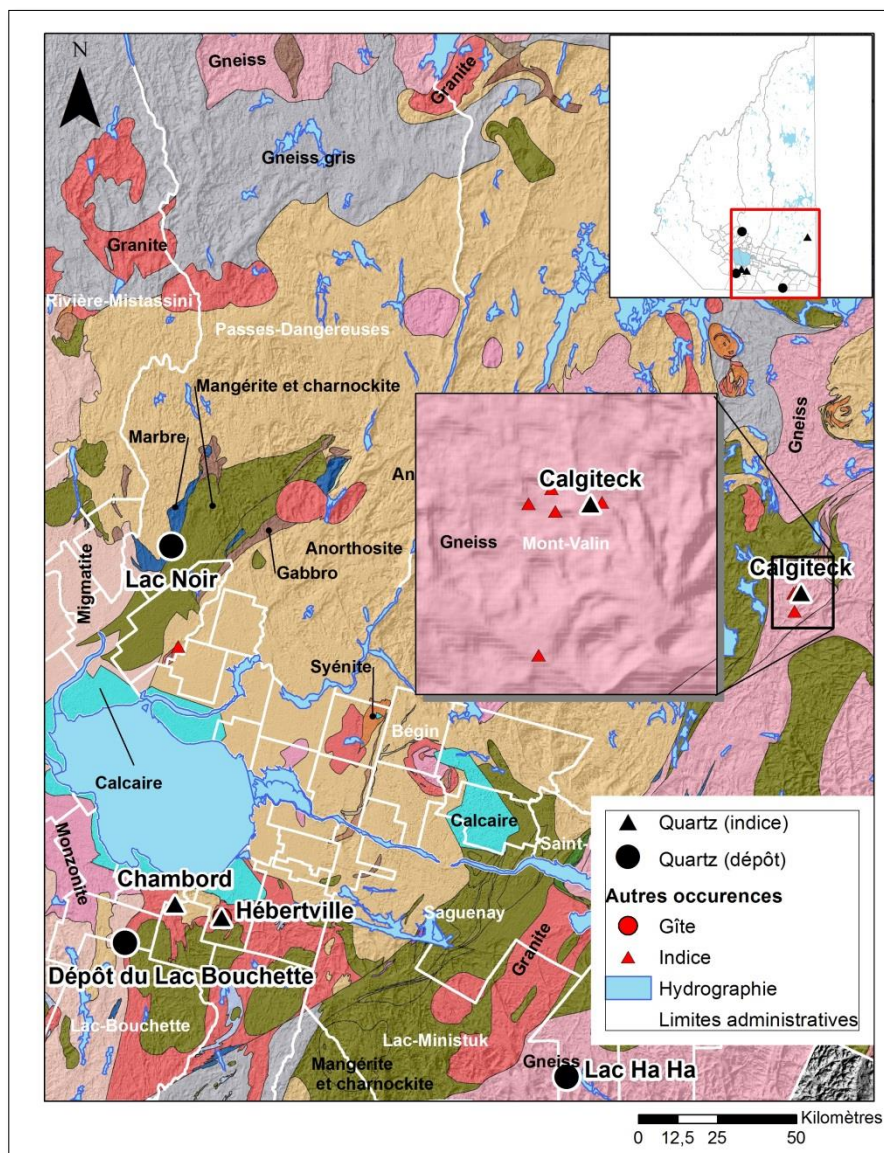 N
Gneiss
Granite
Gneiss gris
Granite
Rivière-Mistassini
Passes-Dangereuses
Mangérite et charnockite
Marbre
An
Calgiteck
Gneiss
Gneiss
Mont-Valin
Anorthosite
Gabbro
Lac Noir
Migmatite
Calgiteck
Syénite
Bégin
Calcaire
Calcaire
Saint-
Monzonite
Chambord
Hébertville
Saguenay
Granite
Dépôt du Lac Bouchette
Lac-Bouchette
Lac-Ministuk
Mangérite
et charnockite
Gneiss
Lac Ha Ha
Quartz (indice)
Quartz (dépôt)
Autres occurences
Gîte
Indice
Hydrographie
Limites administratives
Kilomètres
0 12,5 25 50